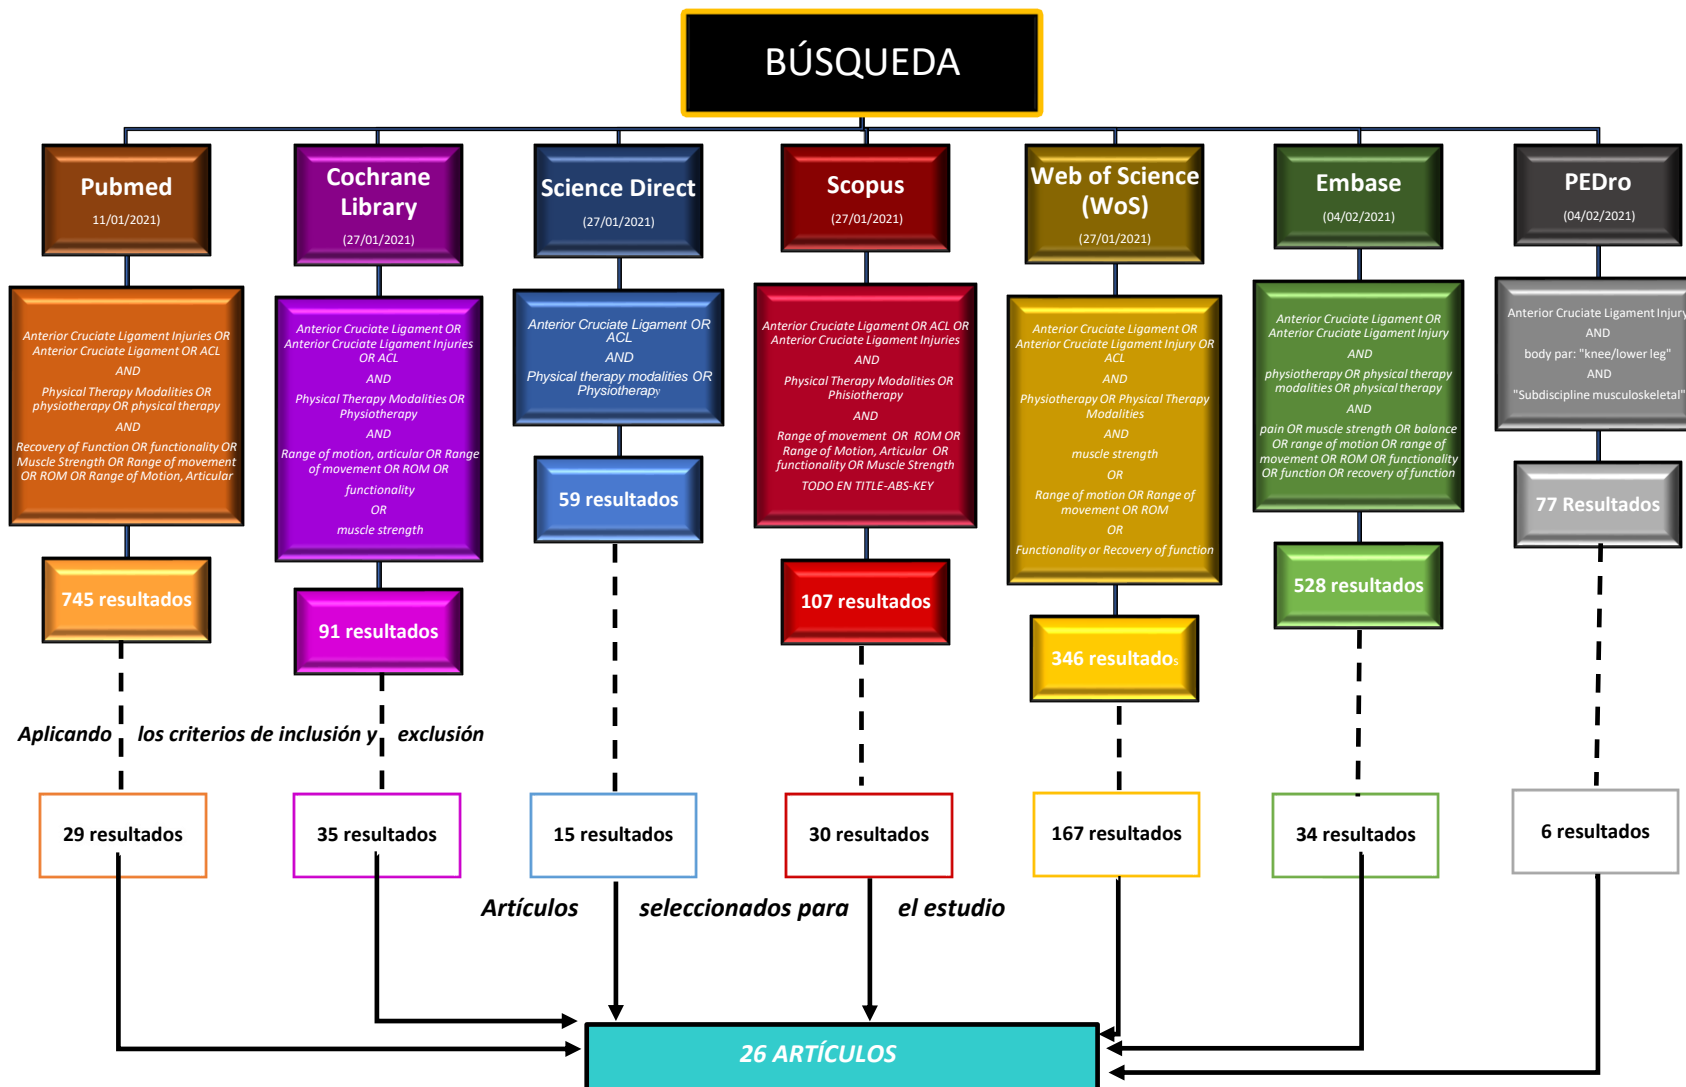 BÚSQUEDA
Pubmed
11/01/2021)
Cochrane
Library
(27/01/2021)
Science Direct
(27/01/2021)
Scopus
(27/01/2021)
Web of Science
(WoS)
(27/01/2021)
Embase
(04/02/2021)
PEDro
(04/02/2021)
Anterior Cruciate Ligament Injuries OR
Anterior Cruciate Ligament OR ACL
AND
Physical Therapy Modalities OR
physiotherapy OR physical therapy
AND
Recovery of Function OR functionality OR
Muscle Strength OR Range of movement
OR ROM OR Range of Motion, Articular
Anterior Cruciate Ligament OR
Anterior Cruciate Ligament Injuries
OR ACL
AND
Physical Therapy Modalities OR
Physiotherapy
AND
Range of motion, articular OR Range
of movement OR ROM OR
functionality
OR
muscle strength
Anterior Cruciate Ligament OR
ACL
AND
Physical therapy modalities OR
Physiotherapy
Anterior Cruciate Ligament OR ACL OR
Anterior Cruciate Ligament Injuries
AND
Physical Therapy Modalities OR
Phisiotherapy
AND
Range of movement OR ROM OR
Range of Motion, Articular OR
functionality OR Muscle Strength
TODO EN TITLE-ABS-KEY
Anterior Cruciate Ligament OR
Anterior Cruciate Ligament Injury OR
ACL
AND
Physiotherapy OR Physical Therapy
Modalities
AND
muscle strength
OR
Range of motion OR Range of
movement OR ROM
OR
Functionality or Recovery of function
Anterior Cruciate Ligament OR
Anterior Cruciate Ligament Injury
AND
physiotherapy OR physical therapy
modalities OR physical therapy
AND
pain OR muscle strength OR balance
OR range of motion OR range of
movement OR ROM OR functionality
OR function OR recovery of function
Anterior Cruciate Ligament Injury
AND
body par: "knee/lower leg"
AND
"Subdiscipline musculoskeletal"
745 resultados
91 resultados
59 resultados
107 resultados
346 resultados
528 resultados
77 Resultados
Aplicando los criterios de inclusión y exclusión
29 resultados
35 resultados
15 resultados
30 resultados
167 resultados
34 resultados
6 resultados
Artículos seleccionados para el estudio
26 ARTÍCULOS